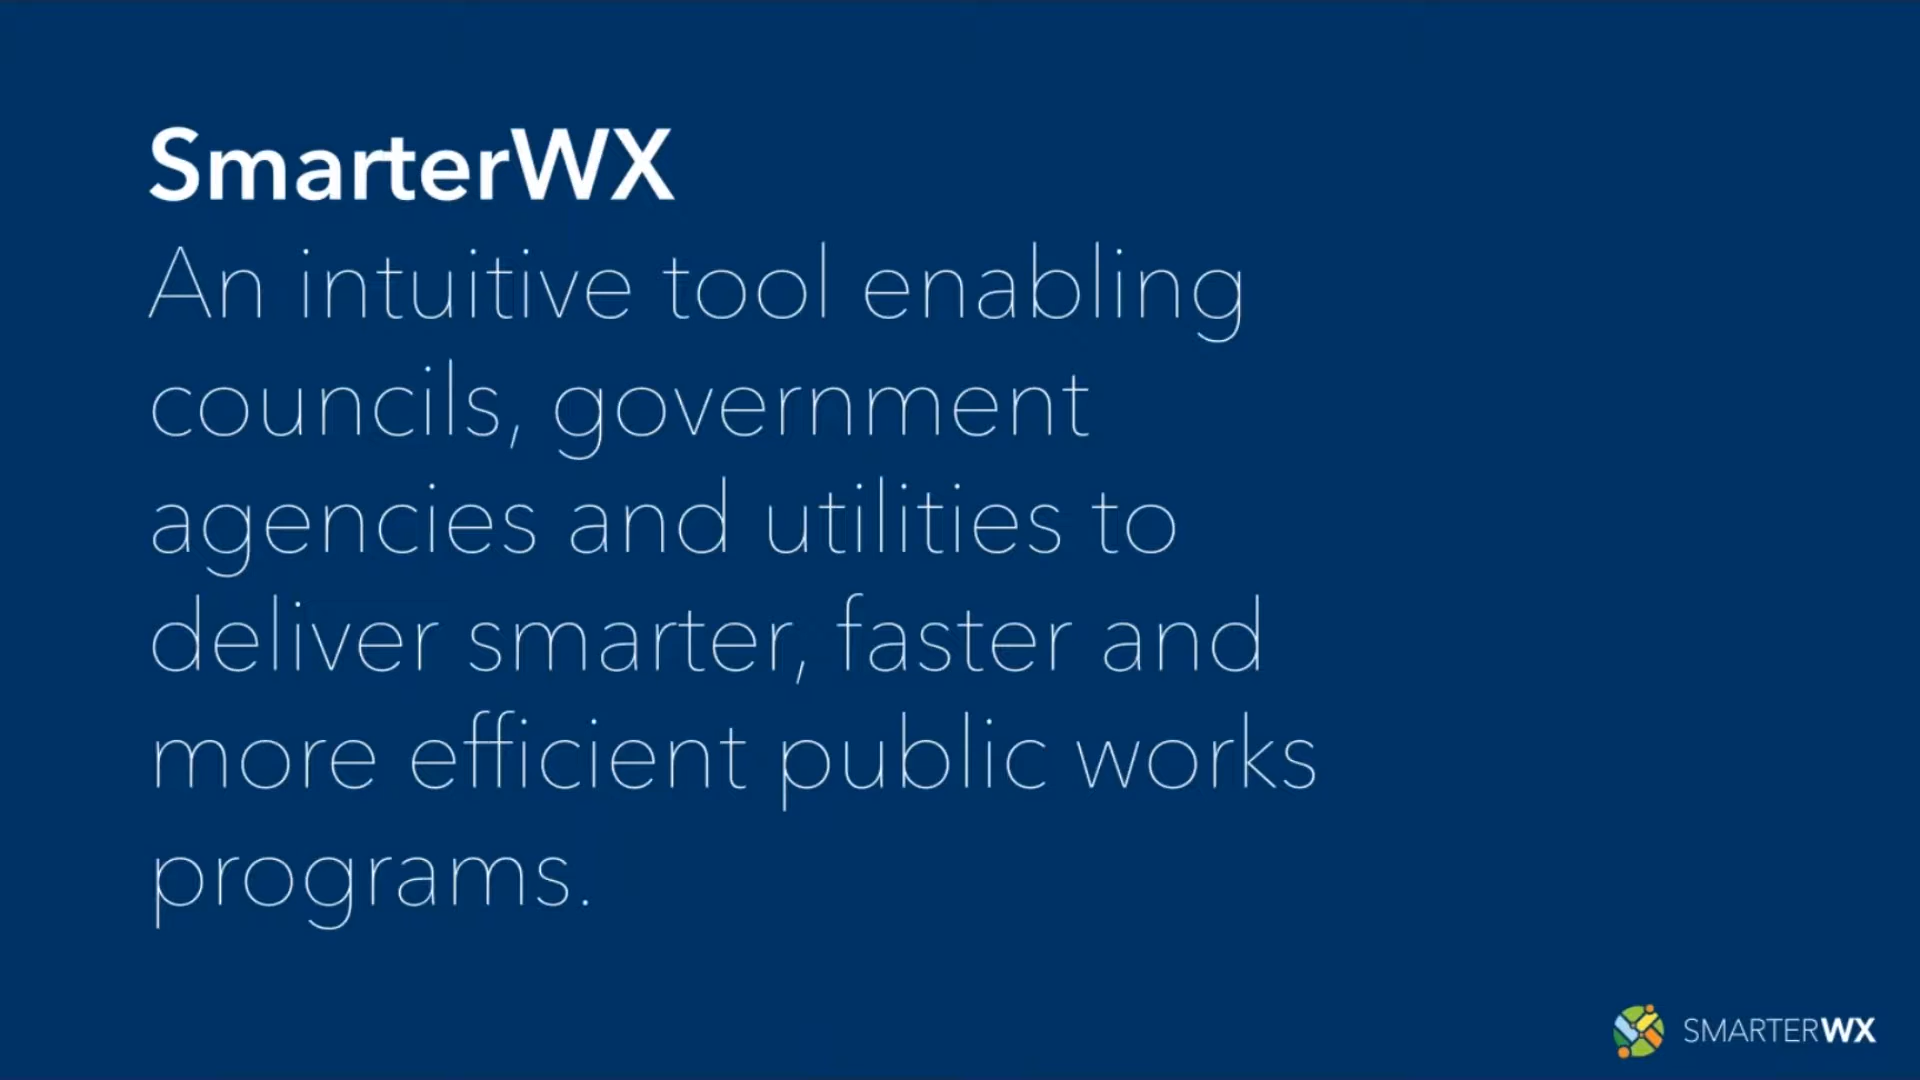 SmarterWX
An intuitive tool enabling
councils, government
agencies and utilities to
deliver smarter, faster and
more efficient public works
programs.
SMARTERWX